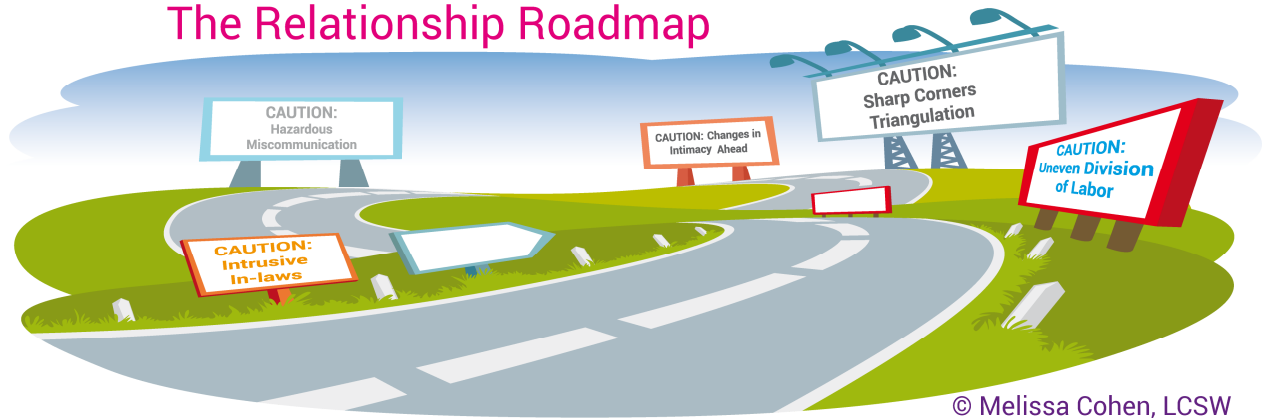 The Relationship Roadmap
CAUTION:
Hazardous
Miscommunication
CAUTION: Changes in
Intimacy Ahead
CAUTION:
Sharp Corners
Triangulation
CAUTION:
Uneven Division
of Labor
CAUTION:
Intrusive
In-laws
© Melissa Cohen, LCSW